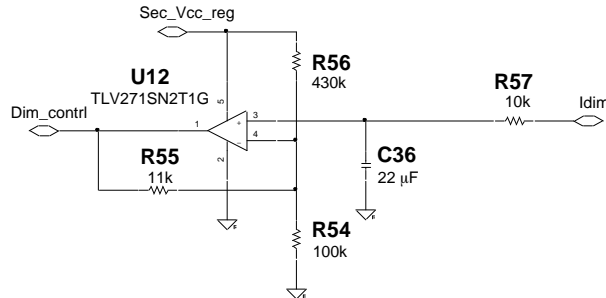 Sec_Vcc_reg
R56
430k
U12
TLV271SN2T1G
R57
10k
Dim_contrl
Idim
5
3
+
1
4
-
2
R55
11k
C36
22 μF
R54
100k